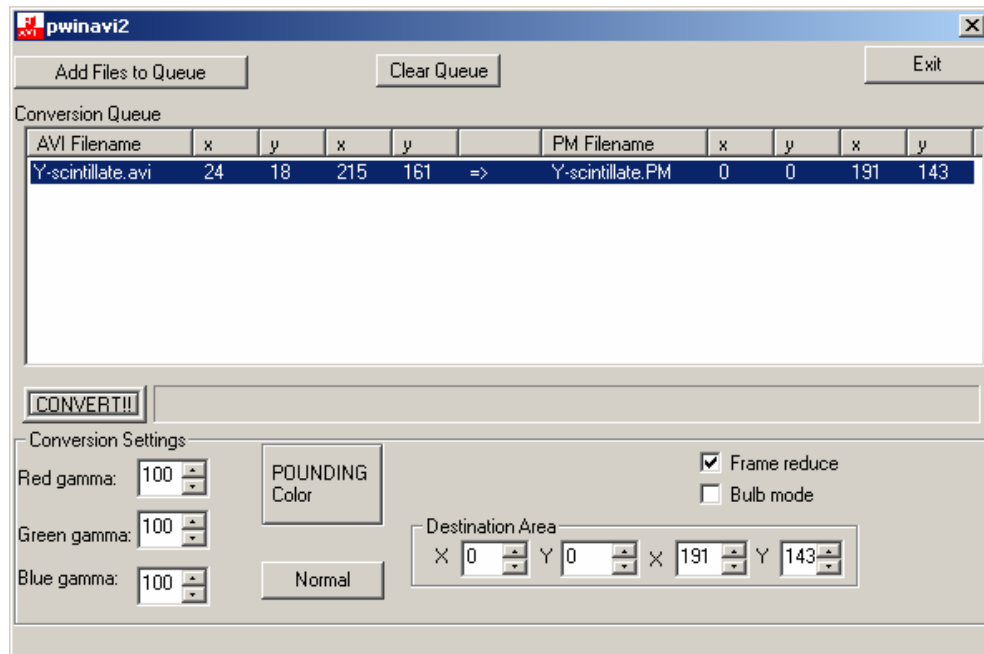 pwinavi2
Add Files to Queue Clear Queue Exit
Conversion Queue
AVI Filename x y x y PM Filename x y x y
Y-scintillate.avi 24 18 215 161 => Y-scintillate.PM 0 0 191 143
CONVERT!!
Conversion Settings
Red gamma: 100
Green gamma: 100
Blue gamma: 100
POUNDING
Color
Normal
Frame reduce
Bulb mode
Destination Area
X 0 Y 0 X 191 Y 143